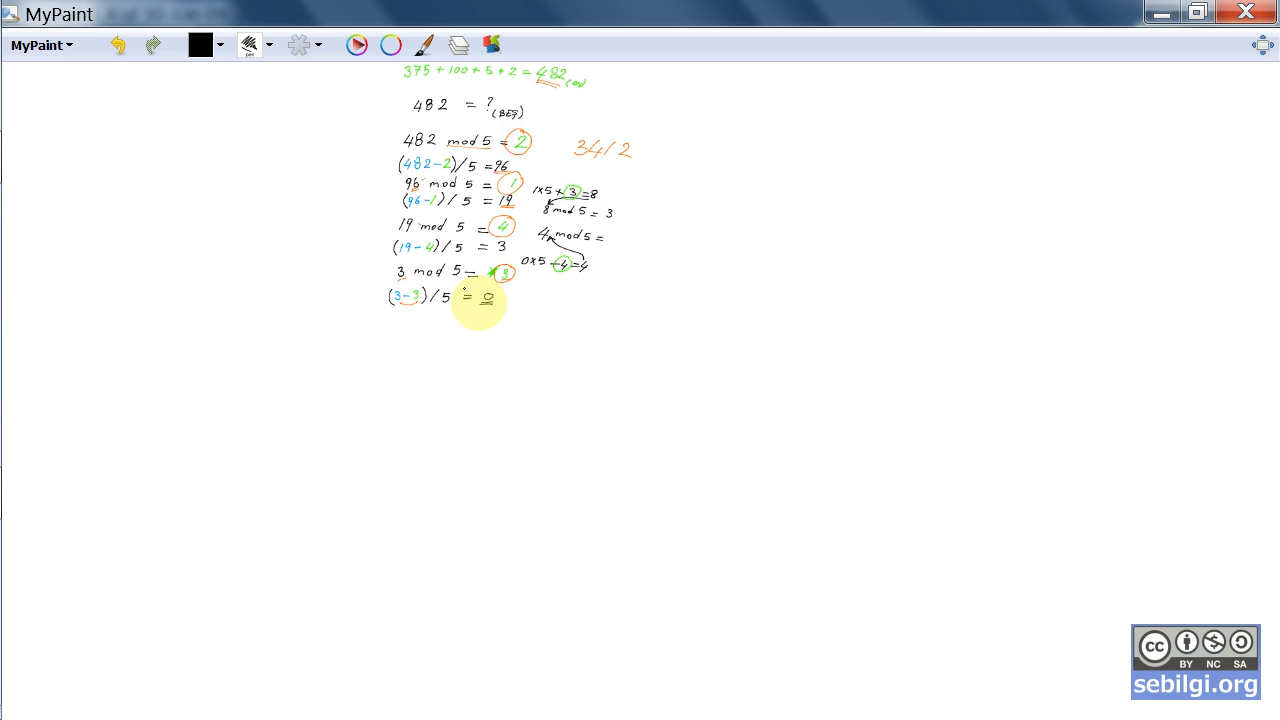 MyPaint
MyPaint
pen
375 + 100 + 5 + 2 = 482
482 = ?
482 mod 5 = 2
34/2
(482-2)/5 = 96
96 mod 5 = 1
1x5 + 3 = 8
(96-1)/5 = 19
8 mod 5 = 3
19 mod 5 = 4
4 mod 5 =
(19-4)/5 = 3
0x5 - 4 = 4
3 mod 5 = 3
(3-3)/5 = 0
cc
BY NC SA
sebilgi.org